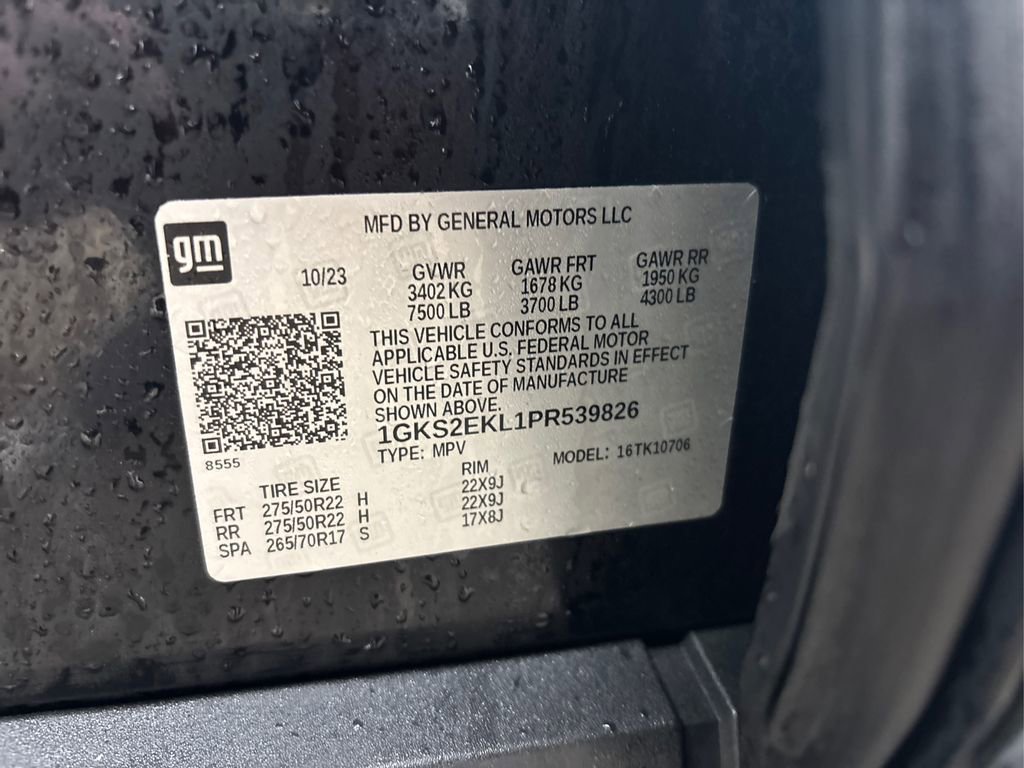 gm
MFD BY GENERAL MOTORS LLC
10/23
GVWR
3402 KG
7500 LB
GAWR FRT
1678 KG
3700 LB
GAWR RR
1950 KG
4300 LB
THIS VEHICLE CONFORMS TO ALL
APPLICABLE U.S. FEDERAL MOTOR
VEHICLE SAFETY STANDARDS IN EFFECT
ON THE DATE OF MANUFACTURE
SHOWN ABOVE.
1GKS2EKL1PR539826
TYPE: MPV
MODEL: 16TK10706
8555
TIRE SIZE RIM
FRT 275/50R22 H 22X9J
RR 275/50R22 H 22X9J
SPA 265/70R17 S 17X8J